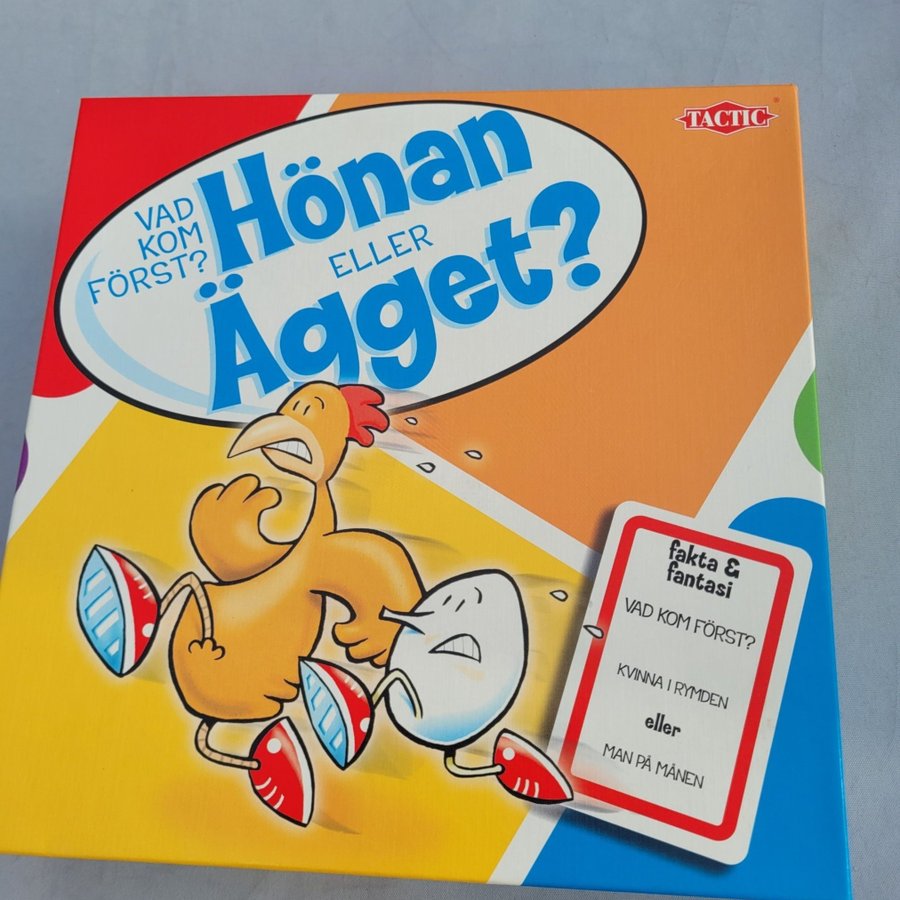 TACTIC
VAD
KOM
FÖRST?
Hönan
ELLER
Ägget?
fakta &
fantasi
VAD KOM FÖRST?
KVINNA I RYMDEN
eller
MAN PÅ MÅNEN